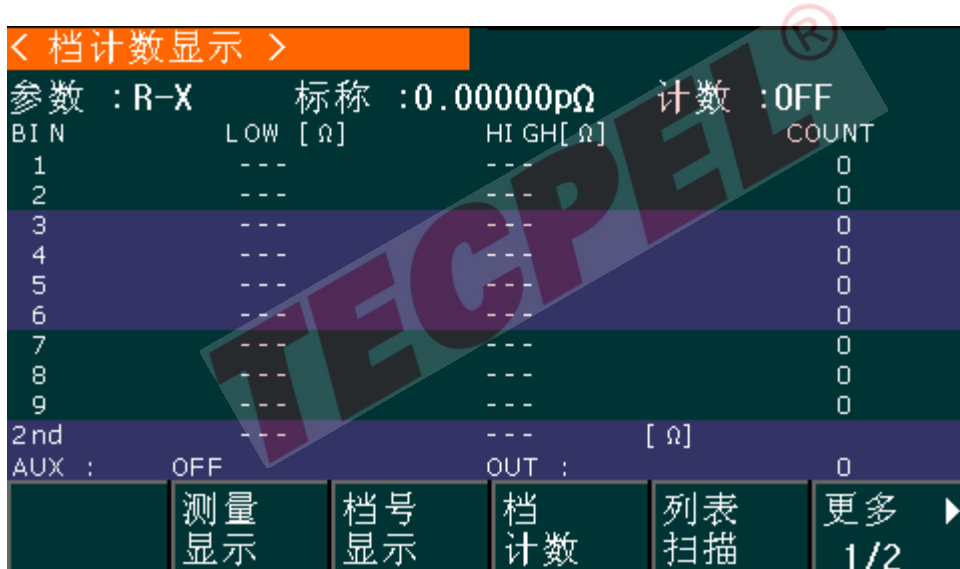 < 档计数显示 >
参数 :R-X 标称 :0.00000pΩ 计数 :OFF
BIN LOW [Ω] HIGH[Ω] COUNT
1 --- --- 0
2 --- --- 0
3 --- --- 0
4 --- --- 0
5 --- --- 0
6 --- --- 0
7 --- --- 0
8 --- --- 0
9 --- --- 0
2nd --- --- [Ω]
AUX : OFF OUT : 0
测量 档号 档 列表 更多 ▶
显示 显示 计数 扫描 1/2
TECPEL®